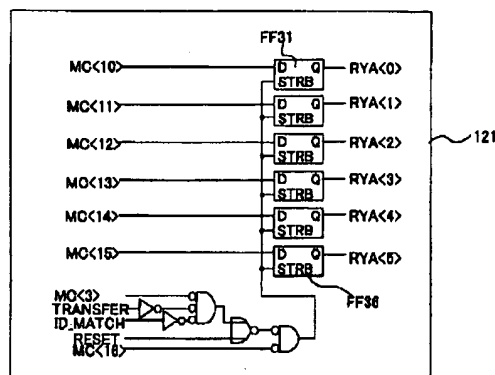 FF31
MC<10> D Q RYA<0>
STRB
MC<11> D Q RYA<1>
STRB
MC<12> D Q RYA<2>
STRB
121
MC<13> D Q RYA<3>
STRB
MC<14> D Q RYA<4>
STRB
MC<15> D Q RYA<5>
STRB
FF36
MC<3>
TRANSFER
ID_MATCH
RESET
MC<16>